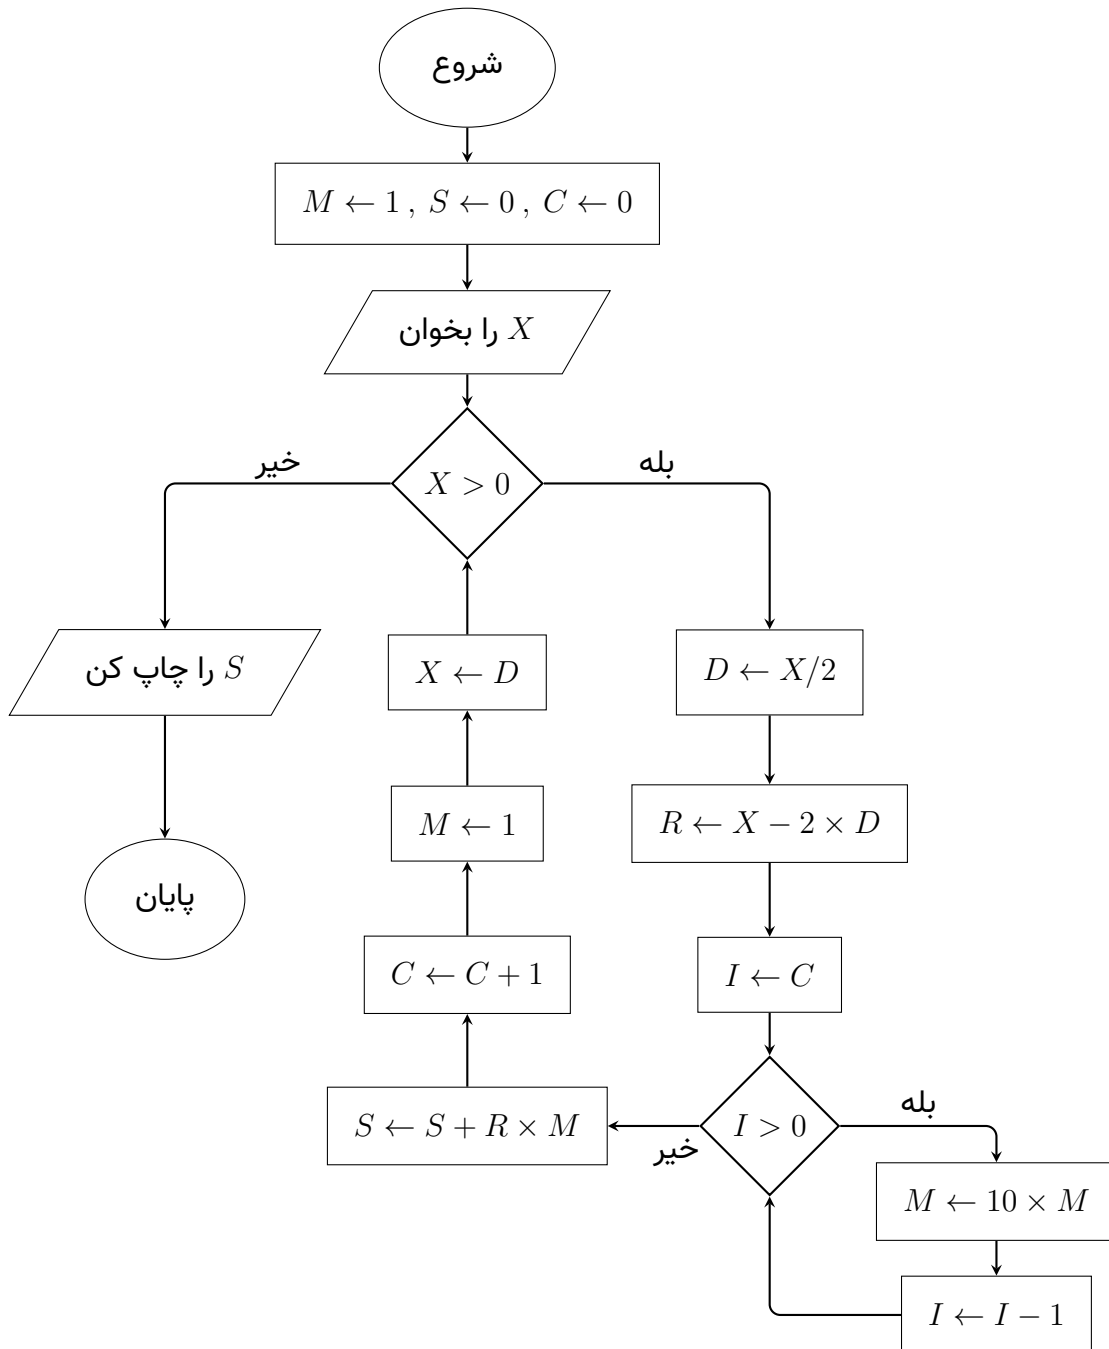 شروع
M ← 1 , S ← 0 , C ← 0
X را بخوان
X > 0
بله
خیر
S را چاپ کن
پایان
D ← X/2
R ← X − 2 × D
I ← C
I > 0
بله
خیر
M ← 10 × M
I ← I − 1
S ← S + R × M
C ← C + 1
M ← 1
X ← D